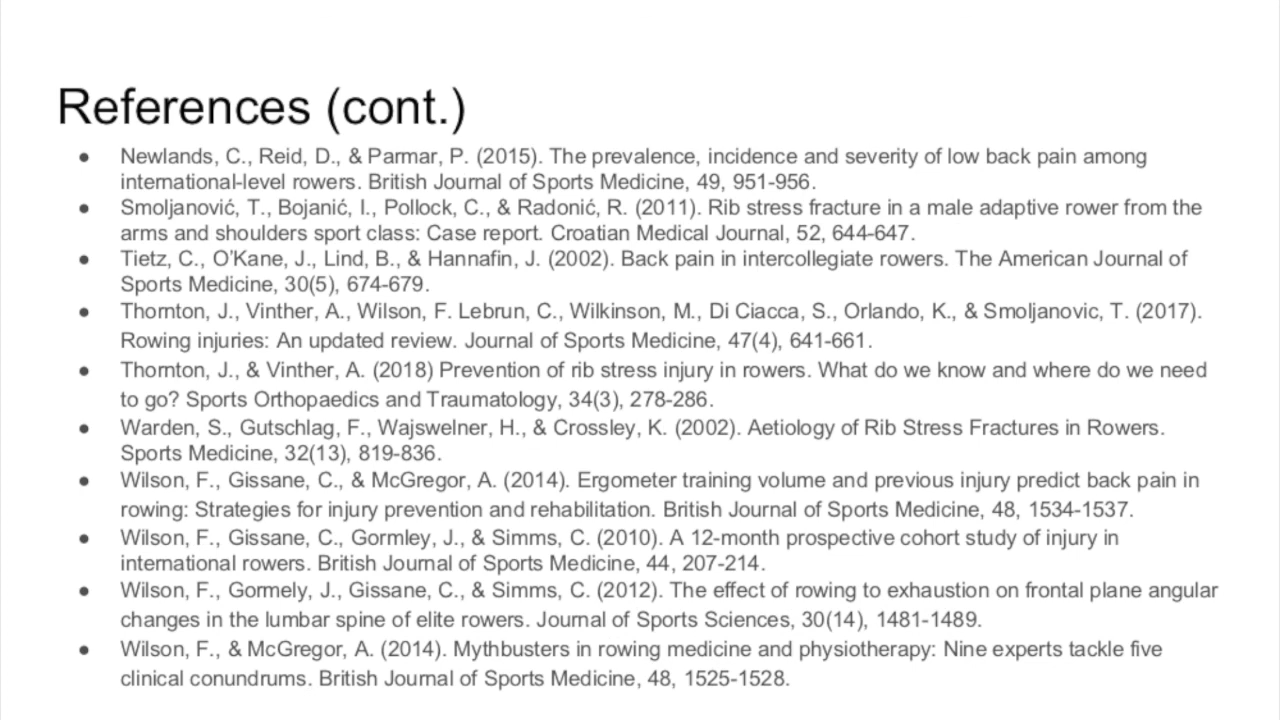 References (cont.)
● Newlands, C., Reid, D., & Parmar, P. (2015). The prevalence, incidence and severity of low back pain among
international-level rowers. British Journal of Sports Medicine, 49, 951-956.
● Smoljanović, T., Bojanić, I., Pollock, C., & Radonić, R. (2011). Rib stress fracture in a male adaptive rower from the
arms and shoulders sport class: Case report. Croatian Medical Journal, 52, 644-647.
● Tietz, C., O'Kane, J., Lind, B., & Hannafin, J. (2002). Back pain in intercollegiate rowers. The American Journal of
Sports Medicine, 30(5), 674-679.
● Thornton, J., Vinther, A., Wilson, F. Lebrun, C., Wilkinson, M., Di Ciacca, S., Orlando, K., & Smoljanovic, T. (2017).
Rowing injuries: An updated review. Journal of Sports Medicine, 47(4), 641-661.
● Thornton, J., & Vinther, A. (2018) Prevention of rib stress injury in rowers. What do we know and where do we need
to go? Sports Orthopaedics and Traumatology, 34(3), 278-286.
● Warden, S., Gutschlag, F., Wajswelner, H., & Crossley, K. (2002). Aetiology of Rib Stress Fractures in Rowers.
Sports Medicine, 32(13), 819-836.
● Wilson, F., Gissane, C., & McGregor, A. (2014). Ergometer training volume and previous injury predict back pain in
rowing: Strategies for injury prevention and rehabilitation. British Journal of Sports Medicine, 48, 1534-1537.
● Wilson, F., Gissane, C., Gormley, J., & Simms, C. (2010). A 12-month prospective cohort study of injury in
international rowers. British Journal of Sports Medicine, 44, 207-214.
● Wilson, F., Gormely, J., Gissane, C., & Simms, C. (2012). The effect of rowing to exhaustion on frontal plane angular
changes in the lumbar spine of elite rowers. Journal of Sports Sciences, 30(14), 1481-1489.
● Wilson, F., & McGregor, A. (2014). Mythbusters in rowing medicine and physiotherapy: Nine experts tackle five
clinical conundrums. British Journal of Sports Medicine, 48, 1525-1528.